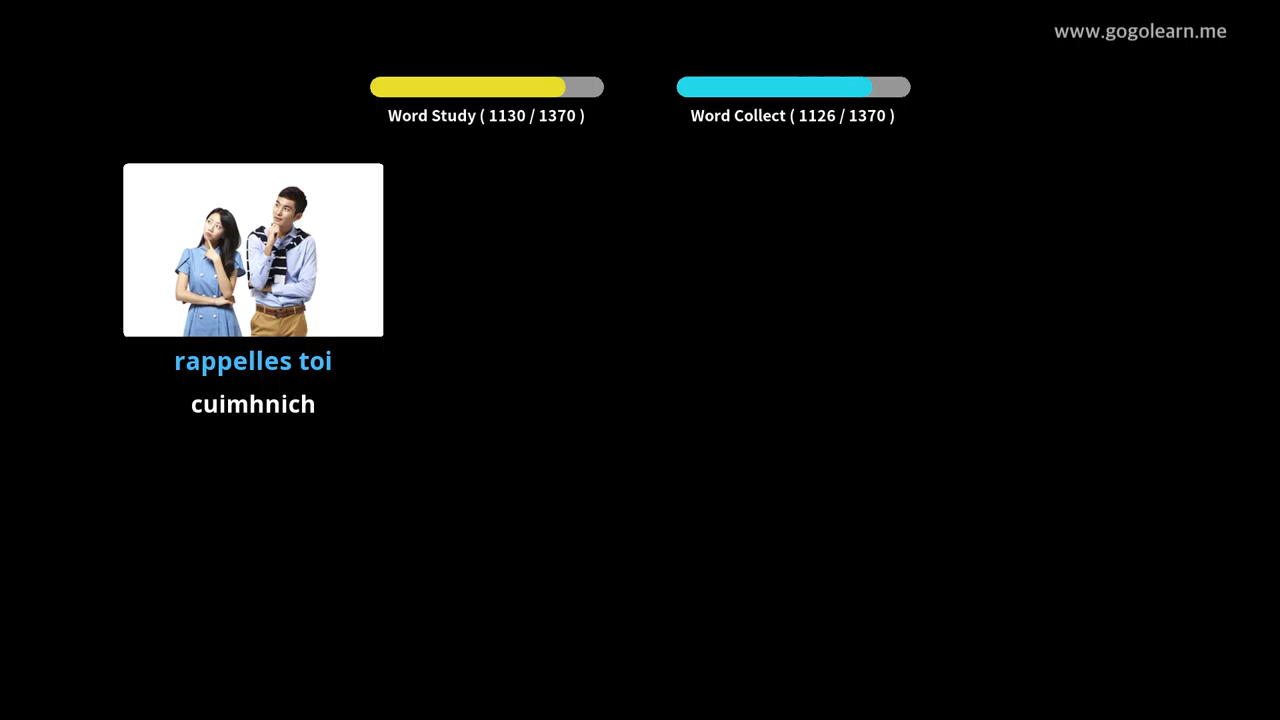 www.gogolearn.me
Word Study ( 1130 / 1370 )
Word Collect ( 1126 / 1370 )
rappelles toi
cuimhnich